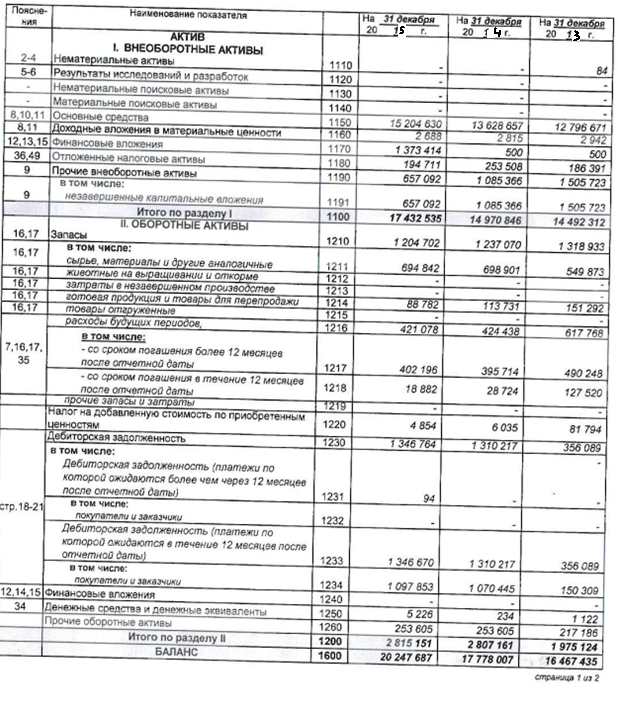 Поясне-
ния Наименование показателя На 31 декабря 20 15 г. На 31 декабря 20 14 г. На 31 декабря 20 13 г.
АКТИВ
I. ВНЕОБОРОТНЫЕ АКТИВЫ
2-4 Нематериальные активы 1110 - - 84
5-6 Результаты исследований и разработок 1120 - - -
- Нематериальные поисковые активы 1130 - - -
- Материальные поисковые активы 1140 - - -
8,10,11 Основные средства 1150 15 204 630 13 628 657 12 796 671
8,11 Доходные вложения в материальные ценности 1160 2 688 2 815 2 942
12,13,15 Финансовые вложения 1170 1 373 414 500 500
36,49 Отложенные налоговые активы 1180 194 711 253 508 186 391
9 Прочие внеоборотные активы 1190 657 092 1 085 366 1 505 723
в том числе:
9 незавершенные капитальные вложения 1191 657 092 1 085 366 1 505 723
Итого по разделу I 1100 17 432 535 14 970 846 14 492 312
II. ОБОРОТНЫЕ АКТИВЫ
16,17 Запасы 1210 1 204 702 1 237 070 1 318 933
16,17 в том числе:
сырье, материалы и другие аналогичные 1211 694 842 698 901 549 873
16,17 животные на выращивании и откорме 1212 - - -
16,17 затраты в незавершенном производстве 1213 - - -
16,17 готовая продукция и товары для перепродажи 1214 88 782 113 731 151 292
16,17 товары отгруженные 1215 - - -
расходы будущих периодов, 1216 421 078 424 438 617 768
7,16,17,
35 в том числе:
- со сроком погашения более 12 месяцев
после отчетной даты 1217 402 196 395 714 490 248
- со сроком погашения в течение 12 месяцев
после отчетной даты 1218 18 882 28 724 127 520
прочие запасы и затраты 1219 - - -
Налог на добавленную стоимость по приобретенным
ценностям 1220 4 854 6 035 81 794
Дебиторская задолженность 1230 1 346 764 1 310 217 356 089
в том числе: -
Дебиторская задолженность (платежи по
которой ожидаются более чем через 12 месяцев
после отчетной даты) 1231 94 - -
стр.18-21 в том числе:
покупатели и заказчики 1232 - - -
Дебиторская задолженность (платежи по
которой ожидаются в течение 12 месяцев после
отчетной даты) 1233 1 346 670 1 310 217 356 089
в том числе:
покупатели и заказчики 1234 1 097 853 1 070 445 150 309
12,14,15 Финансовые вложения 1240 - - -
34 Денежные средства и денежные эквиваленты 1250 5 226 234 1 122
Прочие оборотные активы 1260 253 605 253 605 217 186
Итого по разделу II 1200 2 815 151 2 807 161 1 975 124
БАЛАНС 1600 20 247 687 17 778 007 16 467 435
страница 1 из 2